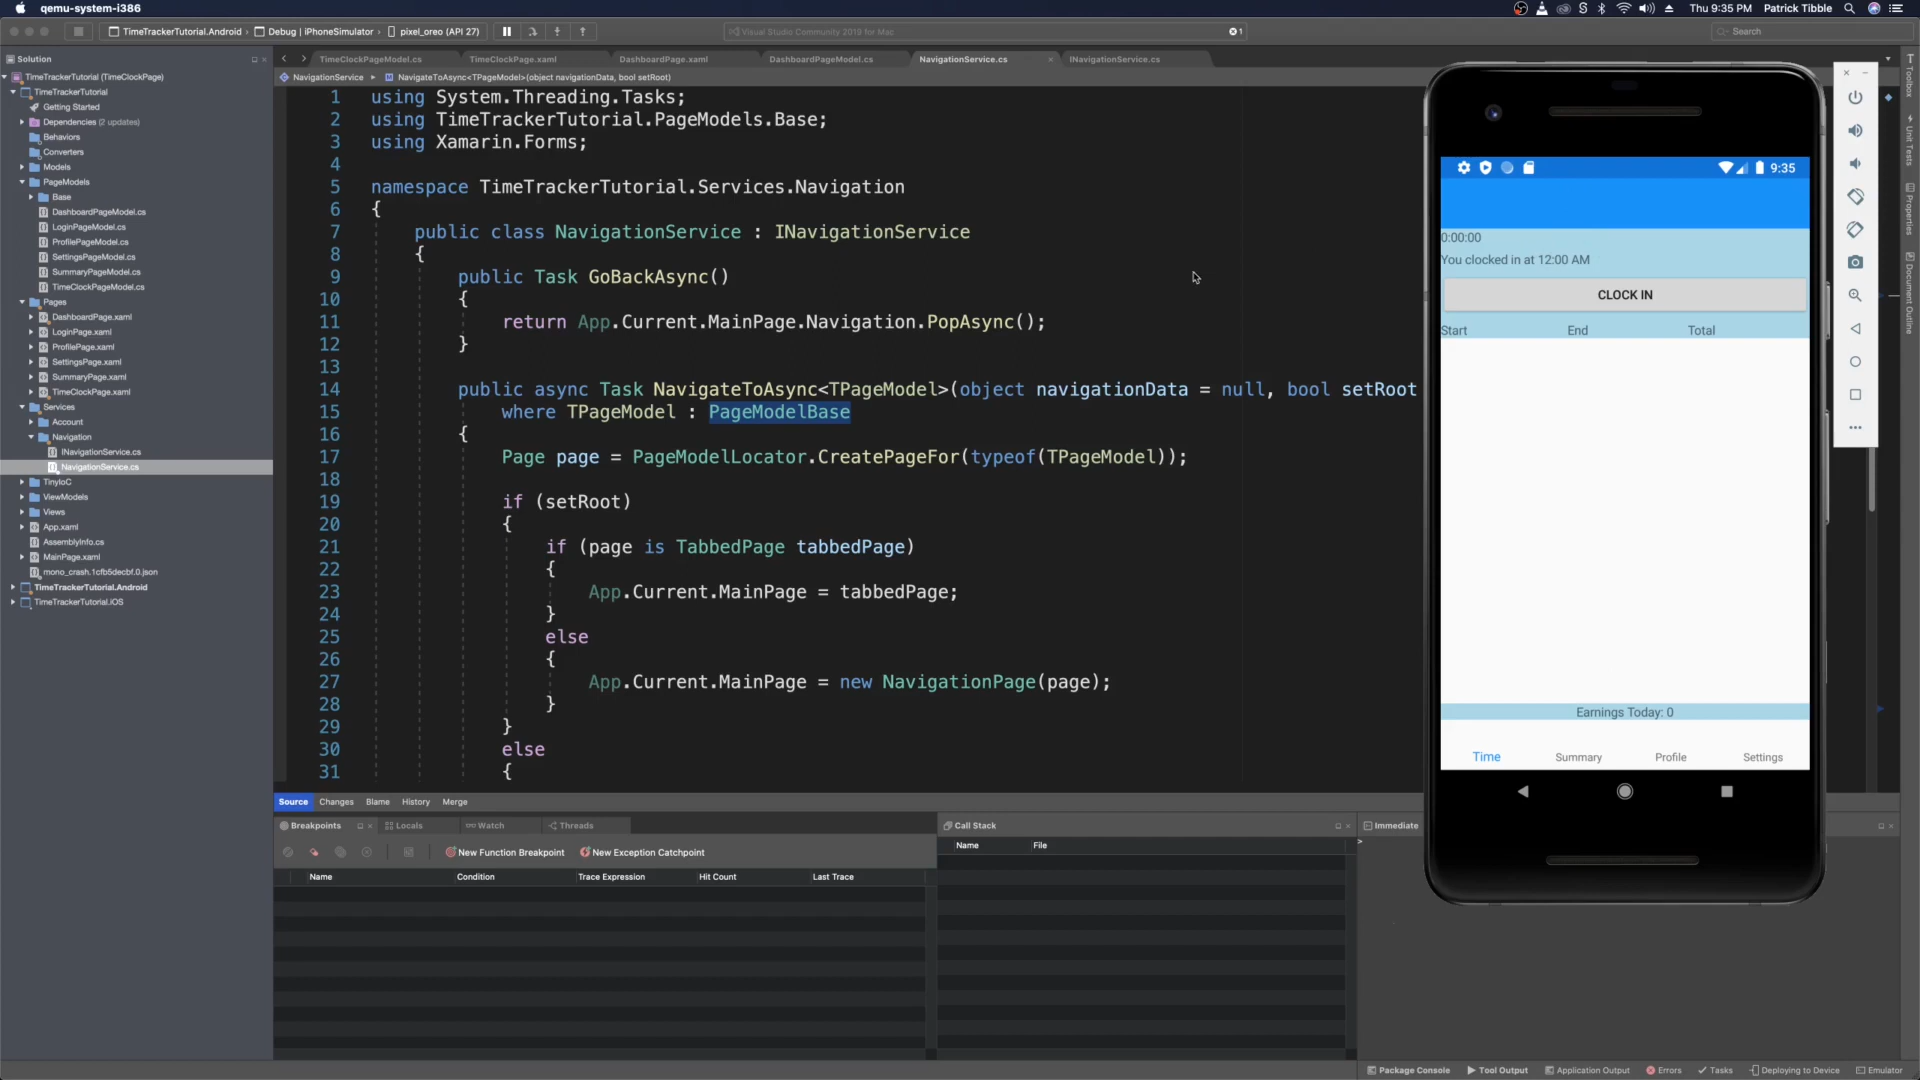 qemu-system-i386
Thu 9:35 PM Patrick Tibble
TimeTrackerTutorial.Android › Debug | iPhoneSimulator › pixel_oreo (API 27)
Visual Studio Community 2019 for Mac
1
Search
Solution
TimeTrackerTutorial (TimeClockPage)
TimeTrackerTutorial
Getting Started
Dependencies (2 updates)
Behaviors
Converters
Models
PageModels
Base
DashboardPageModel.cs
LoginPageModel.cs
ProfilePageModel.cs
SettingsPageModel.cs
SummaryPageModel.cs
TimeClockPageModel.cs
Pages
DashboardPage.xaml
LoginPage.xaml
ProfilePage.xaml
SettingsPage.xaml
SummaryPage.xaml
TimeClockPage.xaml
Services
Account
Navigation
INavigationService.cs
NavigationService.cs
TinyIoC
ViewModels
Views
App.xaml
AssemblyInfo.cs
MainPage.xaml
mono_crash.1cfb5decbf.0.json
TimeTrackerTutorial.Android
TimeTrackerTutorial.iOS
TimeClockPageModel.cs
TimeClockPage.xaml
DashboardPage.xaml
DashboardPageModel.cs
NavigationService.cs
INavigationService.cs
NavigationService › NavigateToAsync<TPageModel>(object navigationData, bool setRoot)
1 using System.Threading.Tasks;
2 using TimeTrackerTutorial.PageModels.Base;
3 using Xamarin.Forms;
4
5 namespace TimeTrackerTutorial.Services.Navigation
6 {
7 public class NavigationService : INavigationService
8 {
9 public Task GoBackAsync()
10 {
11 return App.Current.MainPage.Navigation.PopAsync();
12 }
13
14 public async Task NavigateToAsync<TPageModel>(object navigationData = null, bool setRoot
15 where TPageModel : PageModelBase
16 {
17 Page page = PageModelLocator.CreatePageFor(typeof(TPageModel));
18
19 if (setRoot)
20 {
21 if (page is TabbedPage tabbedPage)
22 {
23 App.Current.MainPage = tabbedPage;
24 }
25 else
26 {
27 App.Current.MainPage = new NavigationPage(page);
28 }
29 }
30 else
31 {
Source Changes Blame History Merge
Breakpoints
Locals
Watch
Threads
New Function Breakpoint
New Exception Catchpoint
Name Condition Trace Expression Hit Count Last Trace
Call Stack
Name File
Immediate
>
9:35
0:00:00
You clocked in at 12:00 AM
CLOCK IN
Start End Total
Earnings Today: 0
Time Summary Profile Settings
Toolbox
Unit Tests
Properties
Document Outline
Package Console
Tool Output
Application Output
Errors
Tasks
Deploying to Device
Emulator